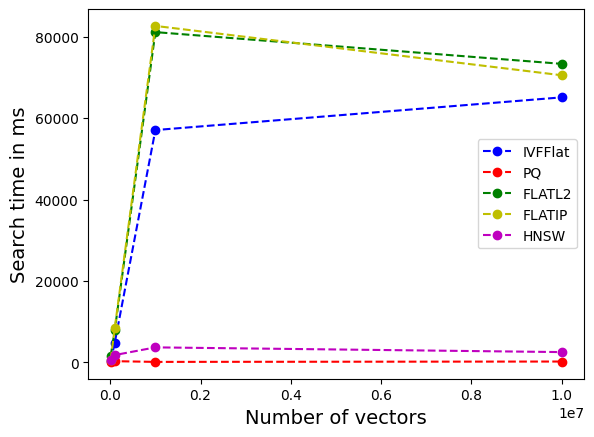 80000
60000
40000
20000
0
Search time in ms
IVFFlat
PQ
FLATL2
FLATIP
HNSW
0.0 0.2 0.4 0.6 0.8 1.0
1e7
Number of vectors